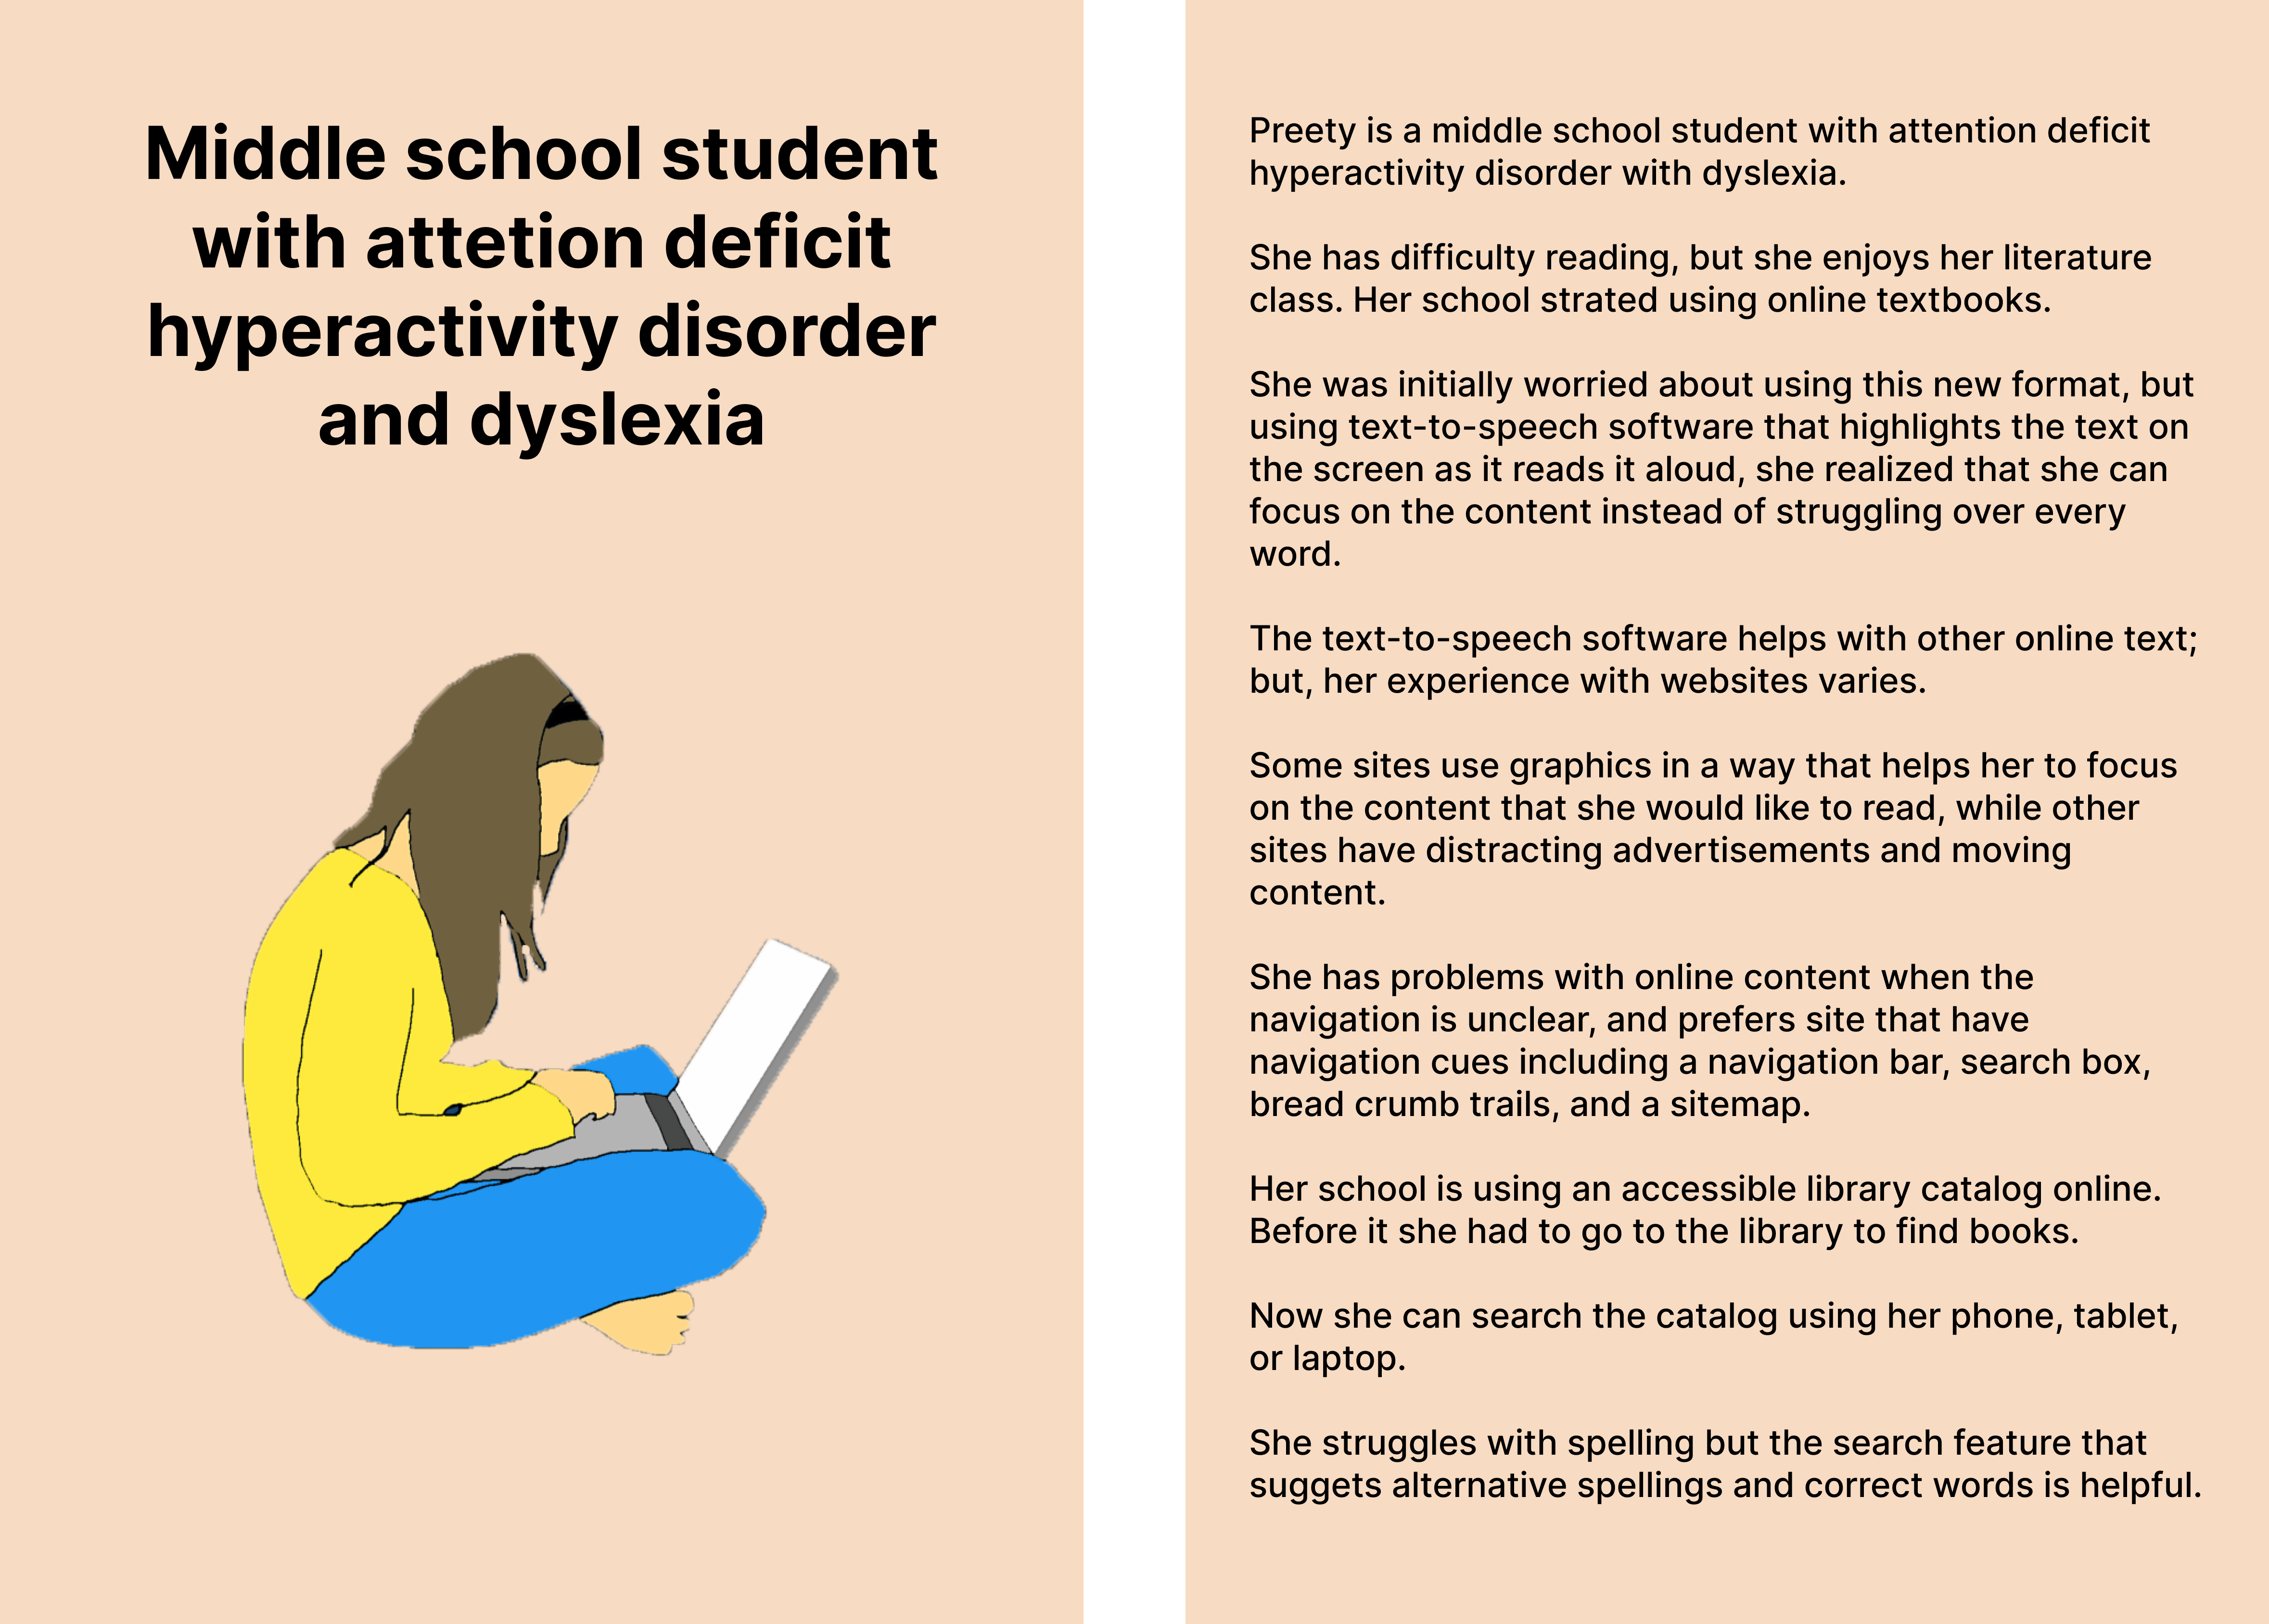 Middle school student
with attetion deficit
hyperactivity disorder
and dyslexia
Preety is a middle school student with attention deficit
hyperactivity disorder with dyslexia.
She has difficulty reading, but she enjoys her literature
class. Her school strated using online textbooks.
She was initially worried about using this new format, but
using text-to-speech software that highlights the text on
the screen as it reads it aloud, she realized that she can
focus on the content instead of struggling over every
word.
The text-to-speech software helps with other online text;
but, her experience with websites varies.
Some sites use graphics in a way that helps her to focus
on the content that she would like to read, while other
sites have distracting advertisements and moving
content.
She has problems with online content when the
navigation is unclear, and prefers site that have
navigation cues including a navigation bar, search box,
bread crumb trails, and a sitemap.
Her school is using an accessible library catalog online.
Before it she had to go to the library to find books.
Now she can search the catalog using her phone, tablet,
or laptop.
She struggles with spelling but the search feature that
suggets alternative spellings and correct words is helpful.